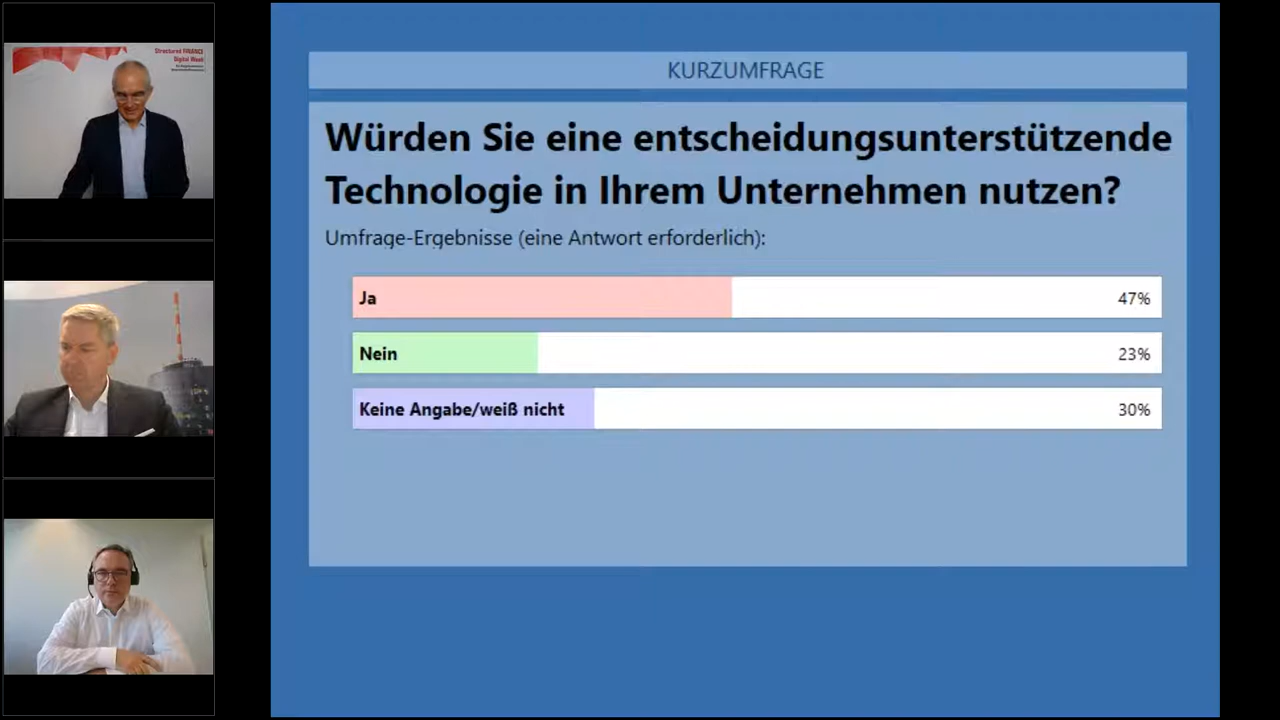 Structured FINANCE
Digital Week
KURZUMFRAGE
Würden Sie eine entscheidungsunterstützende
Technologie in Ihrem Unternehmen nutzen?
Umfrage-Ergebnisse (eine Antwort erforderlich):
Ja 47%
Nein 23%
Keine Angabe/weiß nicht 30%